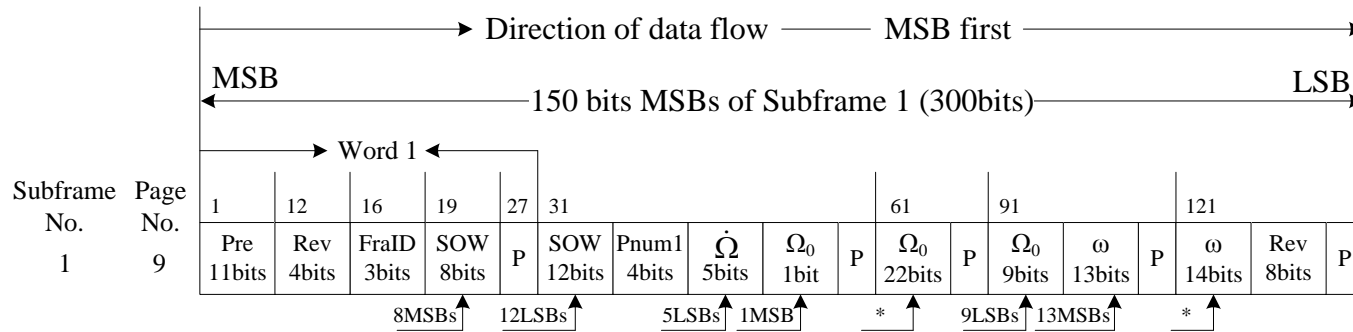 Direction of data flow MSB first
MSB LSB
150 bits MSBs of Subframe 1 (300bits)
Word 1
Subframe No. Page No.
1 12 16 19 27 31 61 91 121
1 9 Pre 11bits Rev 4bits FraID 3bits SOW 8bits P SOW 12bits Pnum1 4bits Ω̇ 5bits Ω₀ 1bit P Ω₀ 22bits P Ω₀ 9bits ω 13bits P ω 14bits Rev 8bits P
8MSBs 12LSBs 5LSBs 1MSB * 9LSBs 13MSBs *